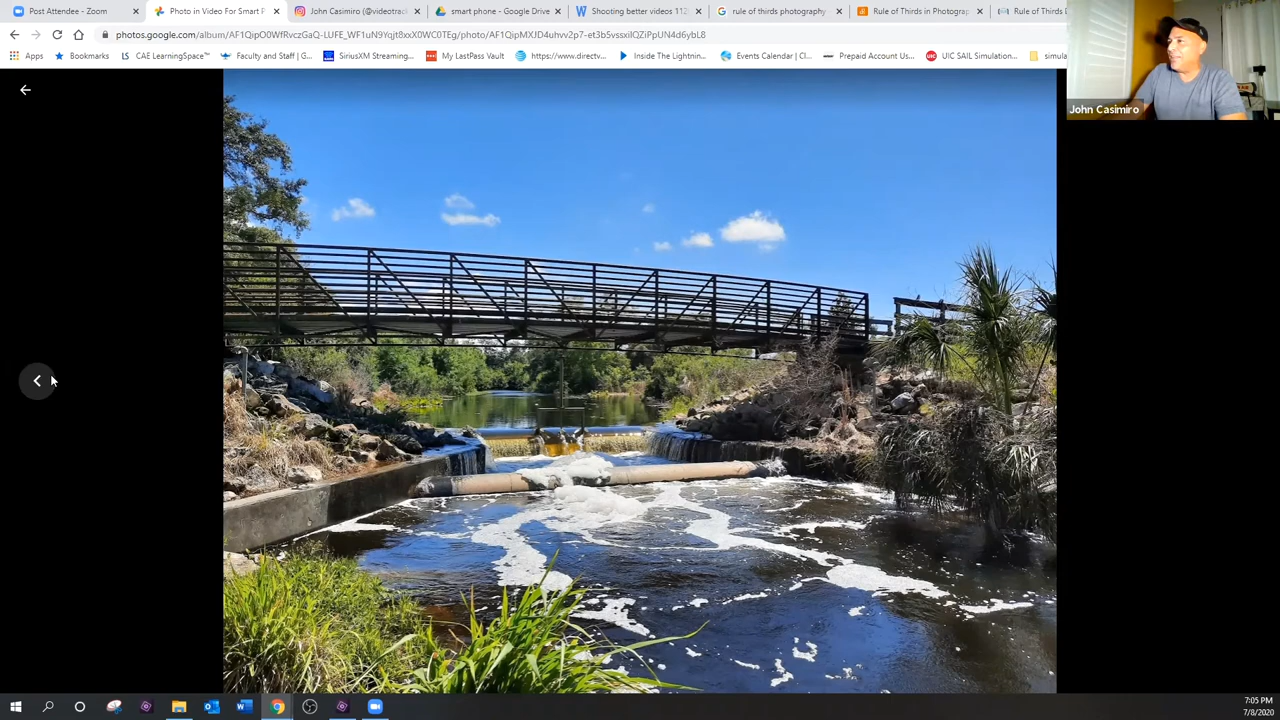 Post Attendee - Zoom
Photo in Video For Smart P
John Casimiro (@videotrac
smart phone - Google Drive
Shooting better videos 112
rule of thirds photography
Rule of Thirds in Photogra
Rule of Thirds D
photos.google.com/album/AF1QipO0WfRvczGaQ-LUFE_WF1uN9Yqjt8xxX0WC0TEg/photo/AF1QipMXJD4uhvv2p7-et3b5vssxilQZiPpUN4d6ybL8
Apps
Bookmarks
CAE LearningSpace™
Faculty and Staff | G...
SiriusXM Streaming...
My LastPass Vault
https://www.directv...
Inside The Lightnin...
Events Calendar | Cl...
Prepaid Account Us...
UIC SAIL Simulation...
simula
John Casimiro
7:05 PM
7/8/2020